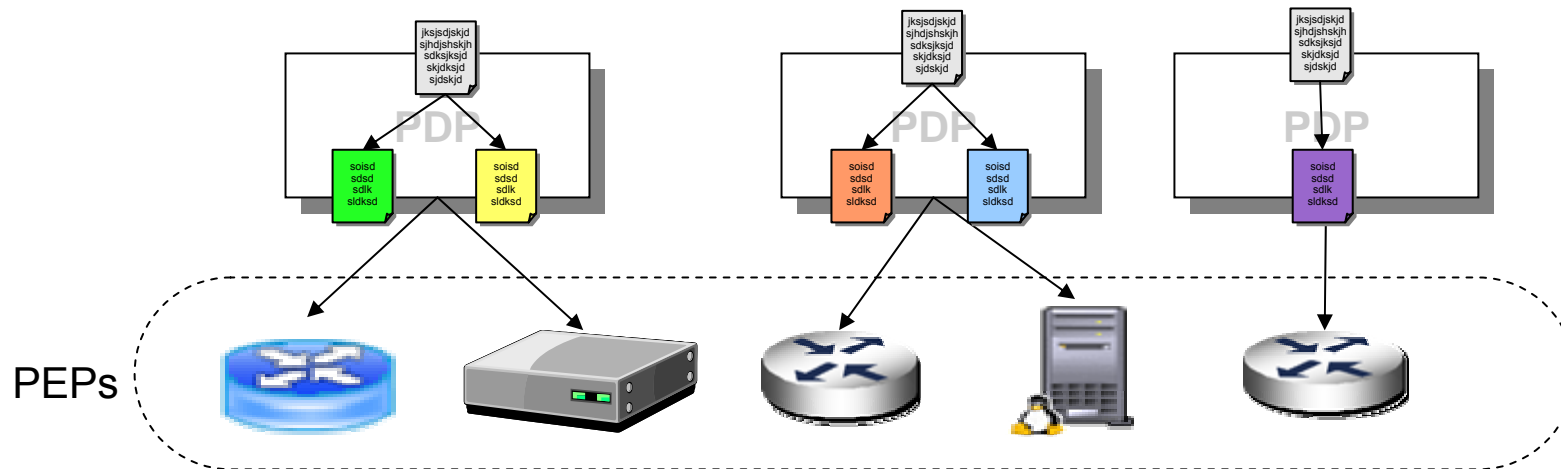 jksjsdjskjd
sjhdjshskjh
sdksjksjd
skjdksjd
sjdskjd
jksjsdjskjd
sjhdjshskjh
sdksjksjd
skjdksjd
sjdskjd
jksjsdjskjd
sjhdjshskjh
sdksjksjd
skjdksjd
sjdskjd
PDP
PDP
PDP
soisd
sdsd
sdlk
sldksd
soisd
sdsd
sdlk
sldksd
soisd
sdsd
sdlk
sldksd
soisd
sdsd
sdlk
sldksd
soisd
sdsd
sdlk
sldksd
PEPs